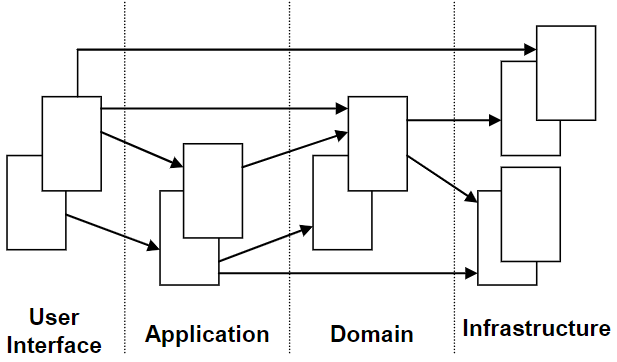 User
Interface
Application
Domain
Infrastructure